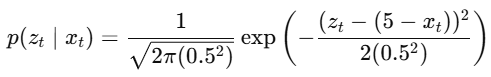 p(z_t | x_t) = \frac{1}{\sqrt{2\pi(0.5^2)}} \exp\left(-\frac{(z_t - (5 - x_t))^2}{2(0.5^2)}\right)